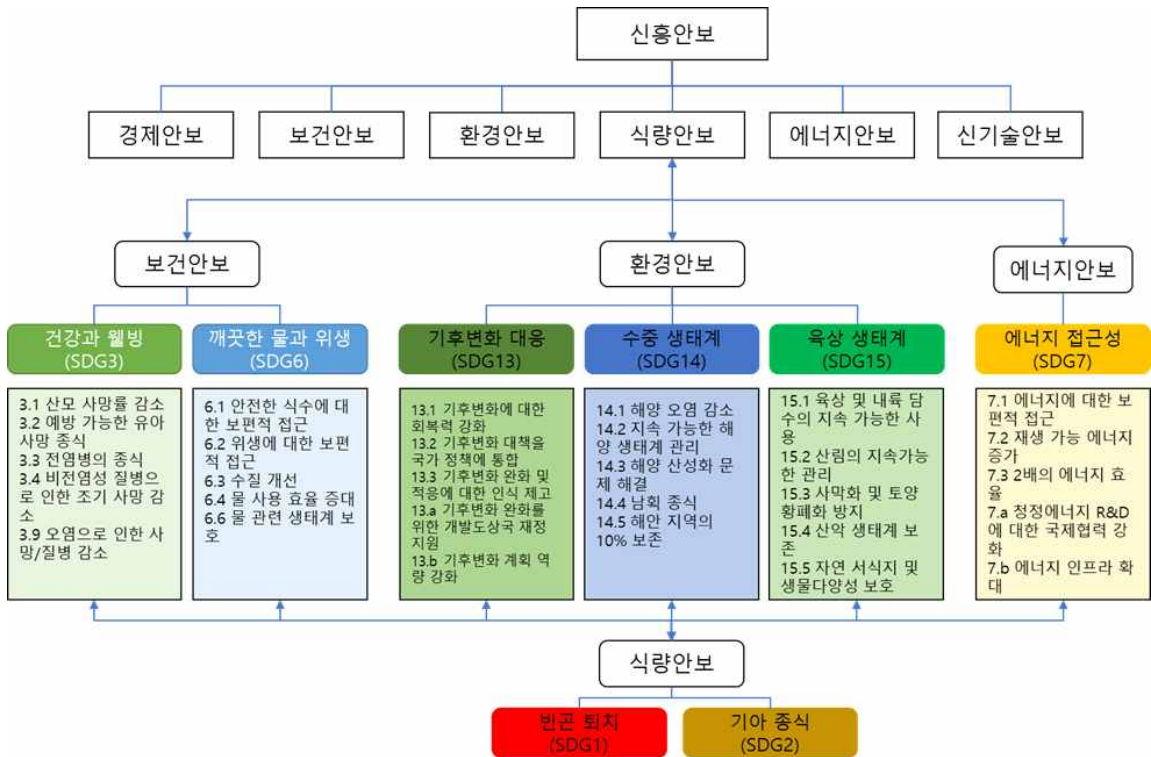 신흥안보
경제안보
보건안보
환경안보
식량안보
에너지안보
신기술안보
보건안보
환경안보
에너지안보
건강과 웰빙
(SDG3)
깨끗한 물과 위생
(SDG6)
기후변화 대응
(SDG13)
수중 생태계
(SDG14)
육상 생태계
(SDG15)
에너지 접근성
(SDG7)
3.1 산모 사망률 감소
3.2 예방 가능한 유아
사망 종식
3.3 전염병의 종식
3.4 비전염성 질병으
로 인한 조기 사망 감
소
3.9 오염으로 인한 사
망/질병 감소
6.1 안전한 식수에 대
한 보편적 접근
6.2 위생에 대한 보편
적 접근
6.3 수질 개선
6.4 물 사용 효율 증대
6.6 물 관련 생태계 보
호
13.1 기후변화에 대한
회복력 강화
13.2 기후변화 대책을
국가 정책에 통합
13.3 기후변화 완화 및
적응에 대한 인식 제고
13.a 기후변화 완화를
위한 개발도상국 재정
지원
13.b 기후변화 계획 역
량 강화
14.1 해양 오염 감소
14.2 지속 가능한 해
양 생태계 관리
14.3 해양 산성화 문
제 해결
14.4 남획 종식
14.5 해안 지역의
10% 보존
15.1 육상 및 내륙 담
수의 지속 가능한 사
용
15.2 산림의 지속가능
한 관리
15.3 사막화 및 토양
황폐화 방지
15.4 산악 생태계 보
존
15.5 자연 서식지 및
생물다양성 보호
7.1 에너지에 대한 보
편적 접근
7.2 재생 가능 에너지
증가
7.3 2배의 에너지 효
율
7.a 청정에너지 R&D
에 대한 국제협력 강
화
7.b 에너지 인프라 확
대
식량안보
빈곤 퇴치
(SDG1)
기아 종식
(SDG2)